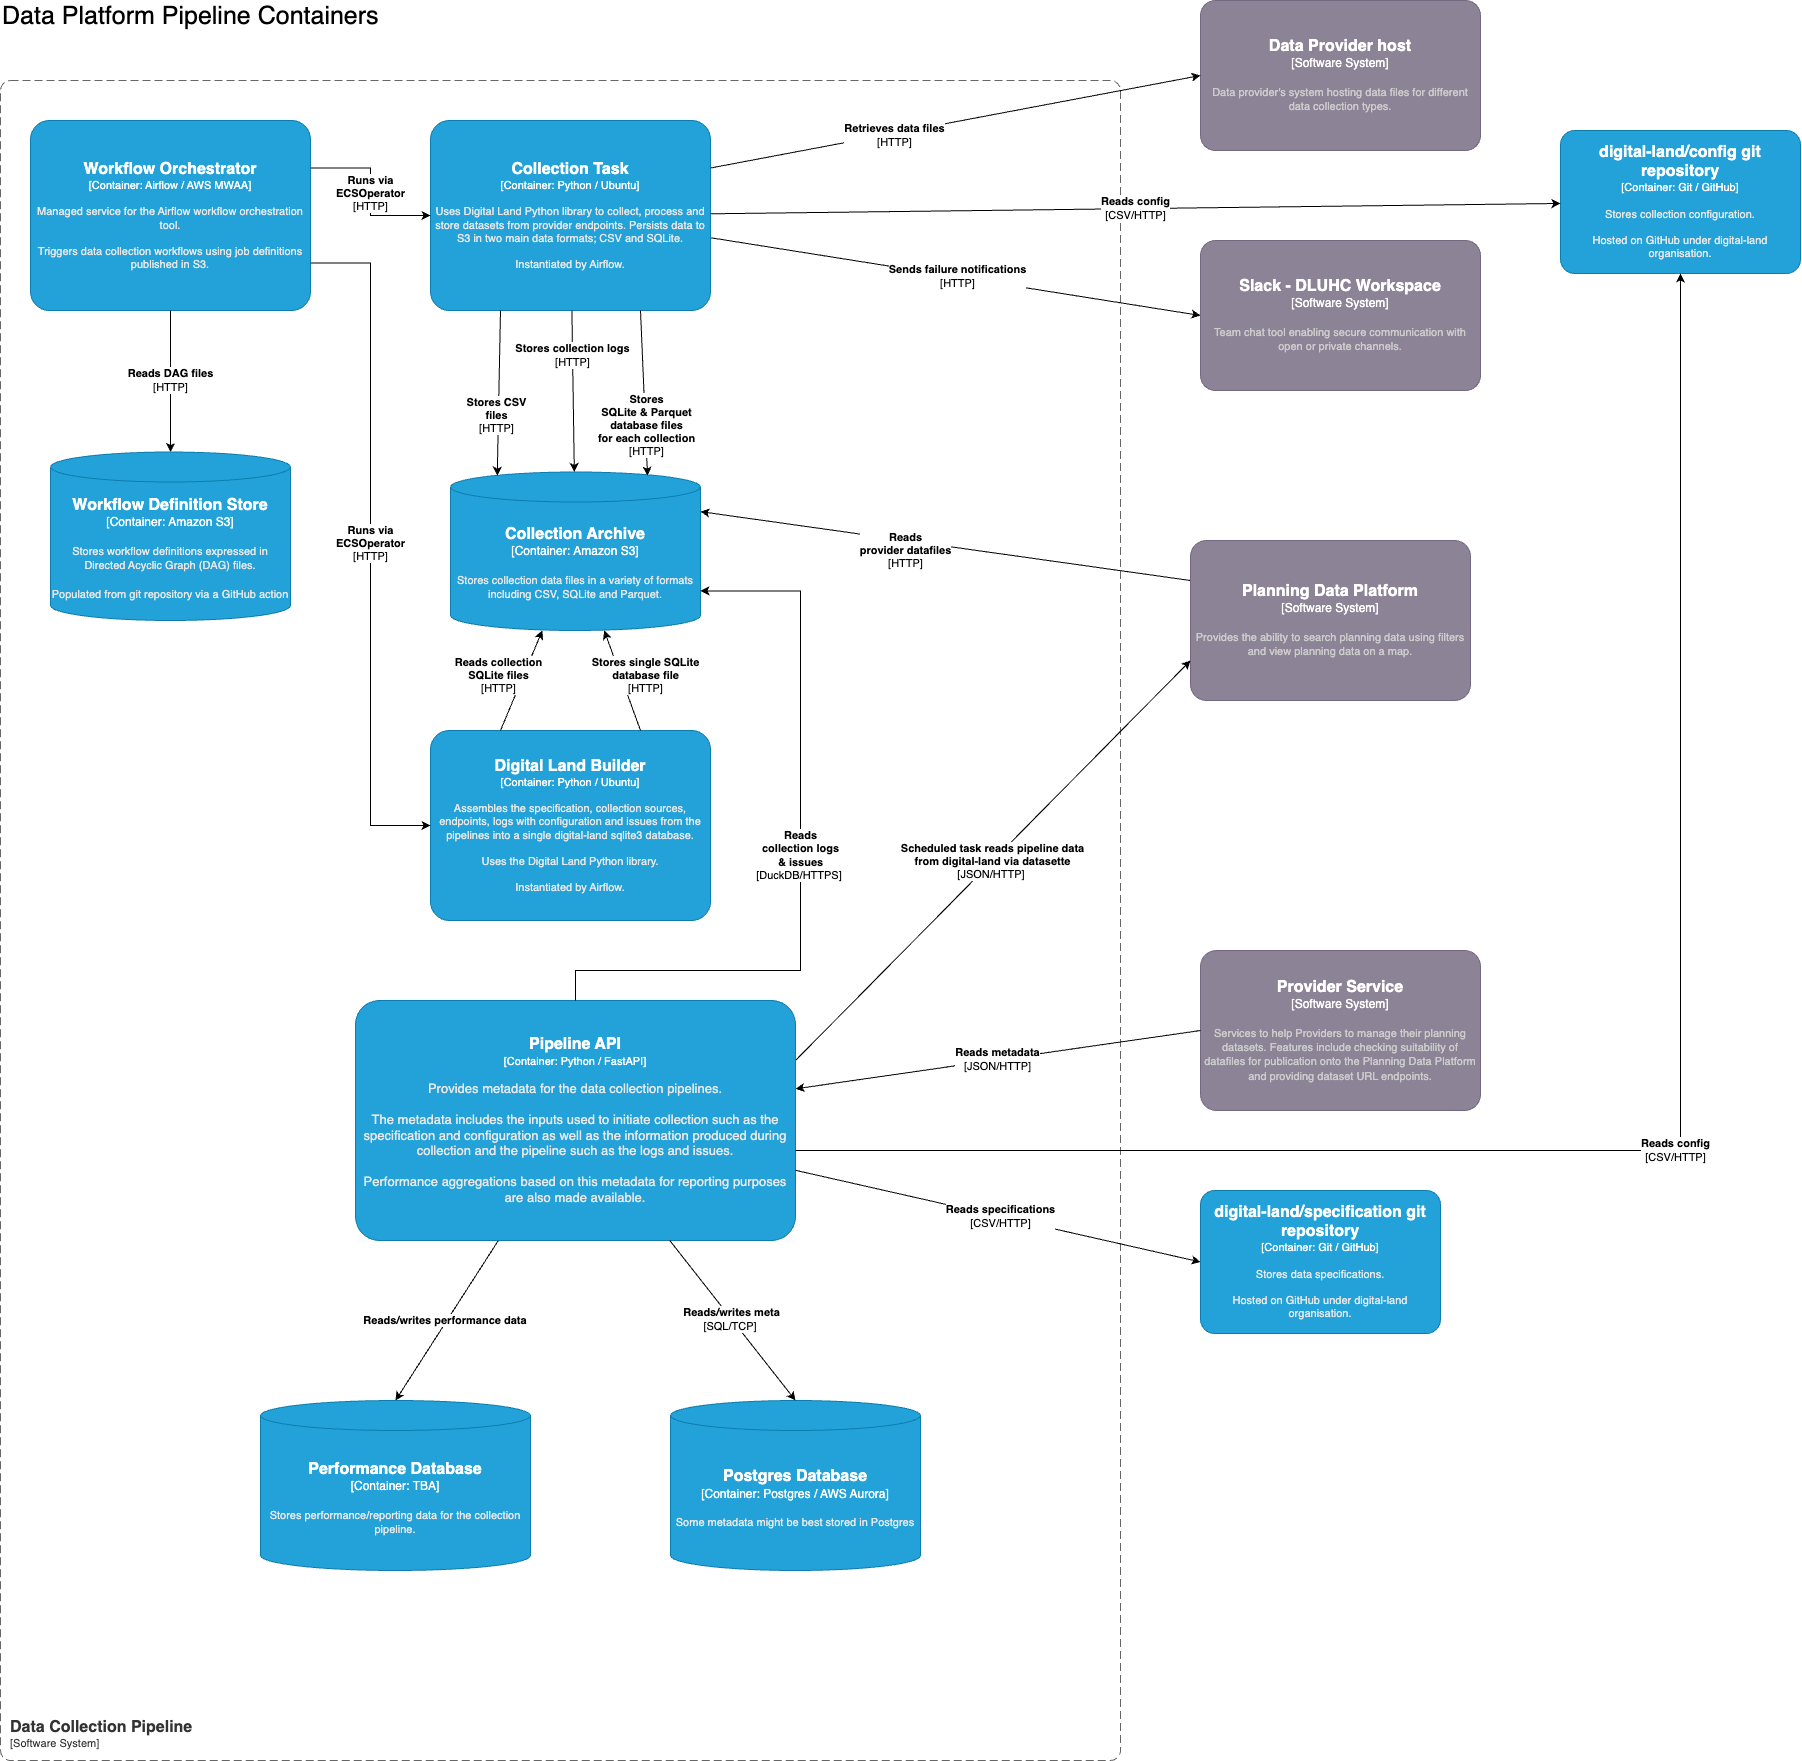 Data Platform Pipeline Containers
Data Provider host
[Software System]
Data provider's system hosting data files for different
data collection types.
Workflow Orchestrator
[Container: Airflow / AWS MWAA]
Managed service for the Airflow workflow orchestration
tool.
Triggers data collection workflows using job definitions
published in S3.
Runs via
ECSOperator
[HTTP]
Collection Task
[Container: Python / Ubuntu]
Uses Digital Land Python library to collect, process and
store datasets from provider endpoints. Persists data to
S3 in two main data formats; CSV and SQLite.
Instantiated by Airflow.
Retrieves data files
[HTTP]
Reads config
[CSV/HTTP]
digital-land/config git
repository
[Container: Git / GitHub]
Stores collection configuration.
Hosted on GitHub under digital-land
organisation.
Sends failure notifications
[HTTP]
Slack - DLUHC Workspace
[Software System]
Team chat tool enabling secure communication with
open or private channels.
Reads DAG files
[HTTP]
Stores collection logs
[HTTP]
Stores CSV
files
[HTTP]
Stores
SQLite & Parquet
database files
for each collection
[HTTP]
Workflow Definition Store
[Container: Amazon S3]
Stores workflow definitions expressed in
Directed Acyclic Graph (DAG) files.
Populated from git repository via a GitHub action
Runs via
ECSOperator
[HTTP]
Collection Archive
[Container: Amazon S3]
Stores collection data files in a variety of formats
including CSV, SQLite and Parquet.
Reads
provider datafiles
[HTTP]
Planning Data Platform
[Software System]
Provides the ability to search planning data using filters
and view planning data on a map.
Reads collection
SQLite files
[HTTP]
Stores single SQLite
database file
[HTTP]
Digital Land Builder
[Container: Python / Ubuntu]
Assembles the specification, collection sources,
endpoints, logs with configuration and issues from the
pipelines into a single digital-land sqlite3 database.
Uses the Digital Land Python library.
Instantiated by Airflow.
Reads
collection logs
& issues
[DuckDB/HTTPS]
Scheduled task reads pipeline data
from digital-land via datasette
[JSON/HTTP]
Provider Service
[Software System]
Services to help Providers to manage their planning
datasets. Features include checking suitability of
datafiles for publication onto the Planning Data Platform
and providing dataset URL endpoints.
Pipeline API
[Container: Python / FastAPI]
Provides metadata for the data collection pipelines.
The metadata includes the inputs used to initiate collection such as the
specification and configuration as well as the information produced during
collection and the pipeline such as the logs and issues.
Performance aggregations based on this metadata for reporting purposes
are also made available.
Reads metadata
[JSON/HTTP]
Reads config
[CSV/HTTP]
Reads specifications
[CSV/HTTP]
digital-land/specification git
repository
[Container: Git / GitHub]
Stores data specifications.
Hosted on GitHub under digital-land
organisation.
Reads/writes performance data
Reads/writes meta
[SQL/TCP]
Performance Database
[Container: TBA]
Stores performance/reporting data for the collection
pipeline.
Postgres Database
[Container: Postgres / AWS Aurora]
Some metadata might be best stored in Postgres
Data Collection Pipeline
[Software System]